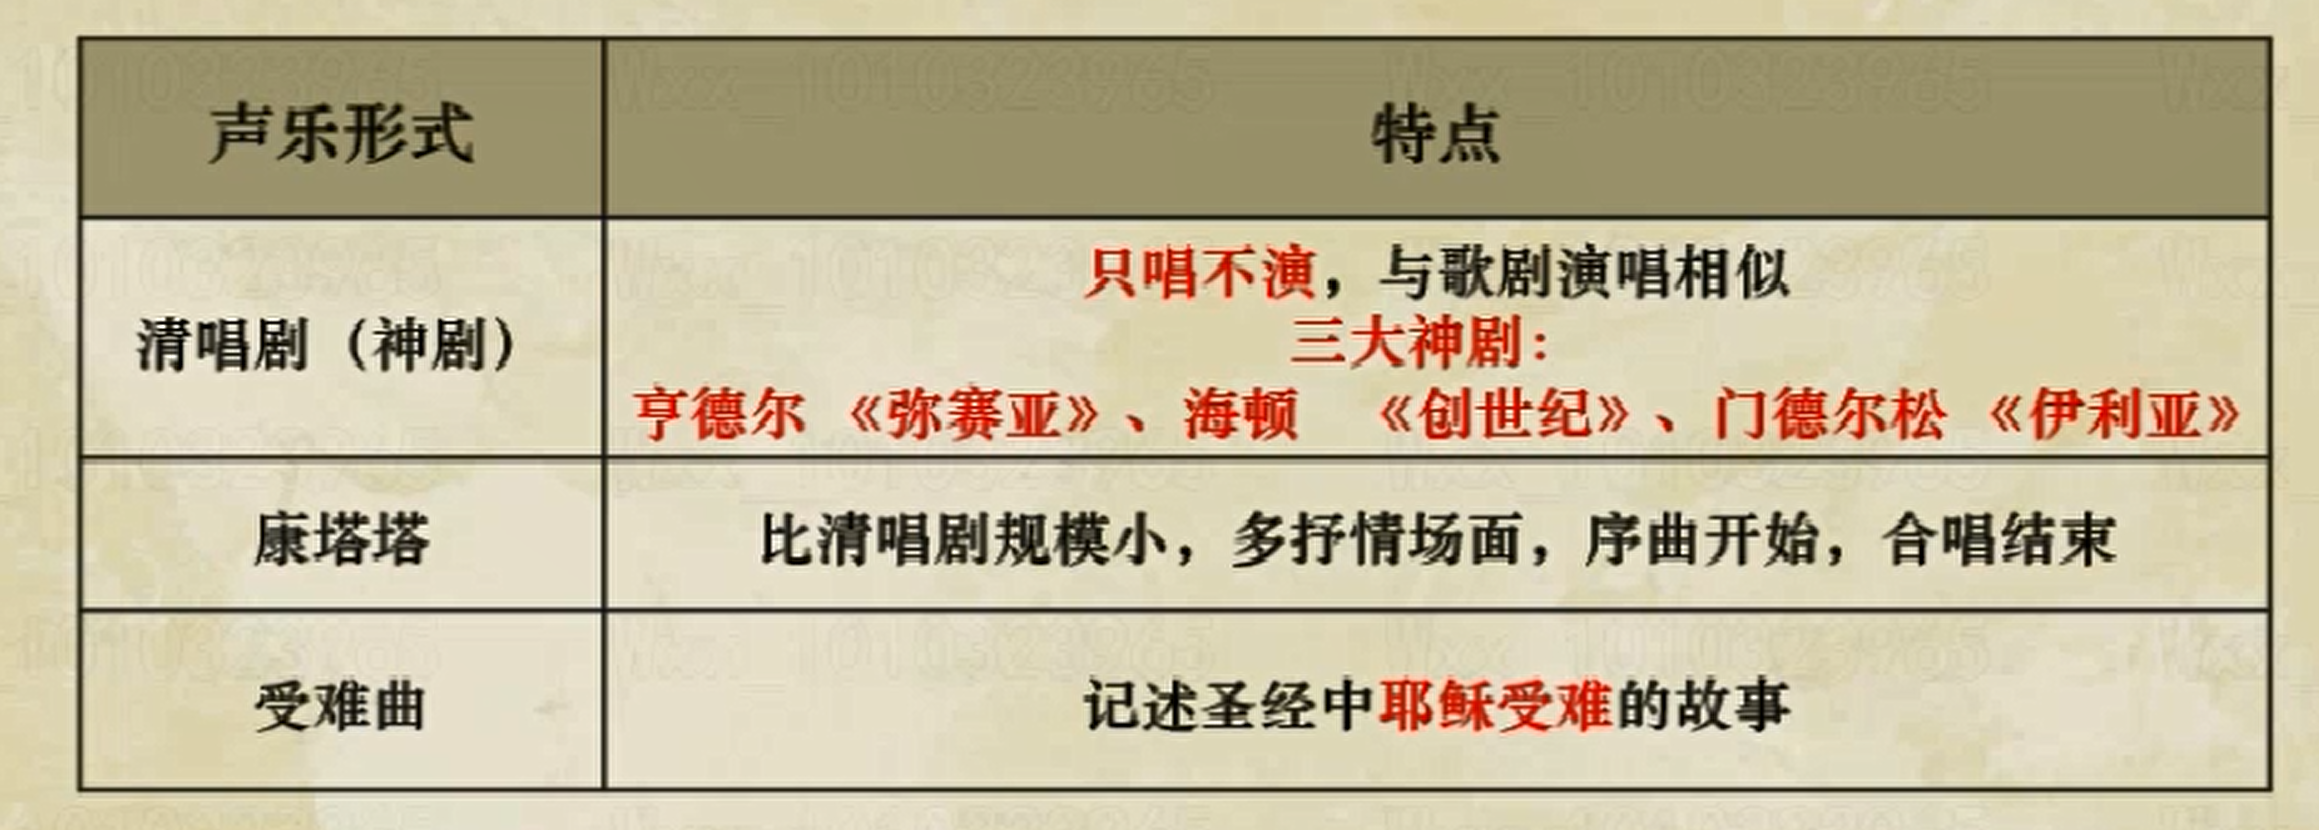 声乐形式
特点
清唱剧（神剧）
只唱不演，与歌剧演唱相似
三大神剧：
亨德尔 《弥赛亚》、海顿 《创世纪》、门德尔松 《伊利亚》
康塔塔
比清唱剧规模小，多抒情场面，序曲开始，合唱结束
受难曲
记述圣经中耶稣受难的故事